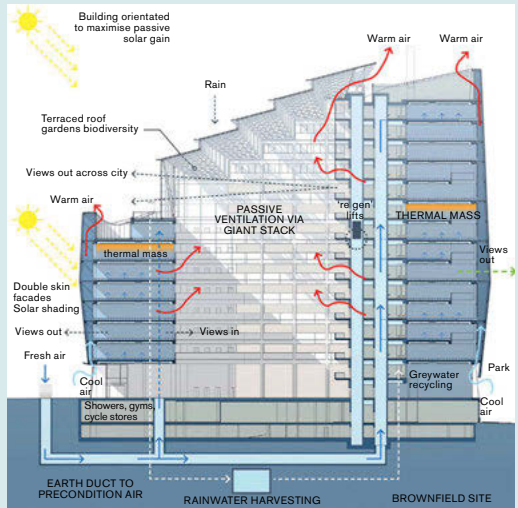 Building orientated
to maximise passive
solar gain
Warm air
Warm air
Rain
Terraced roof
gardens biodiversity
Views out across city
Warm air
PASSIVE
VENTILATION VIA
GIANT STACK
're gen'
lifts
THERMAL MASS
thermal mass
Views
out
Double skin
facades
Solar shading
Views out
Views in
Fresh air
Cool
air
Showers, gyms,
cycle stores
Greywater
recycling
Park
Cool
air
EARTH DUCT TO
PRECONDITION AIR
RAINWATER HARVESTING
BROWNFIELD SITE